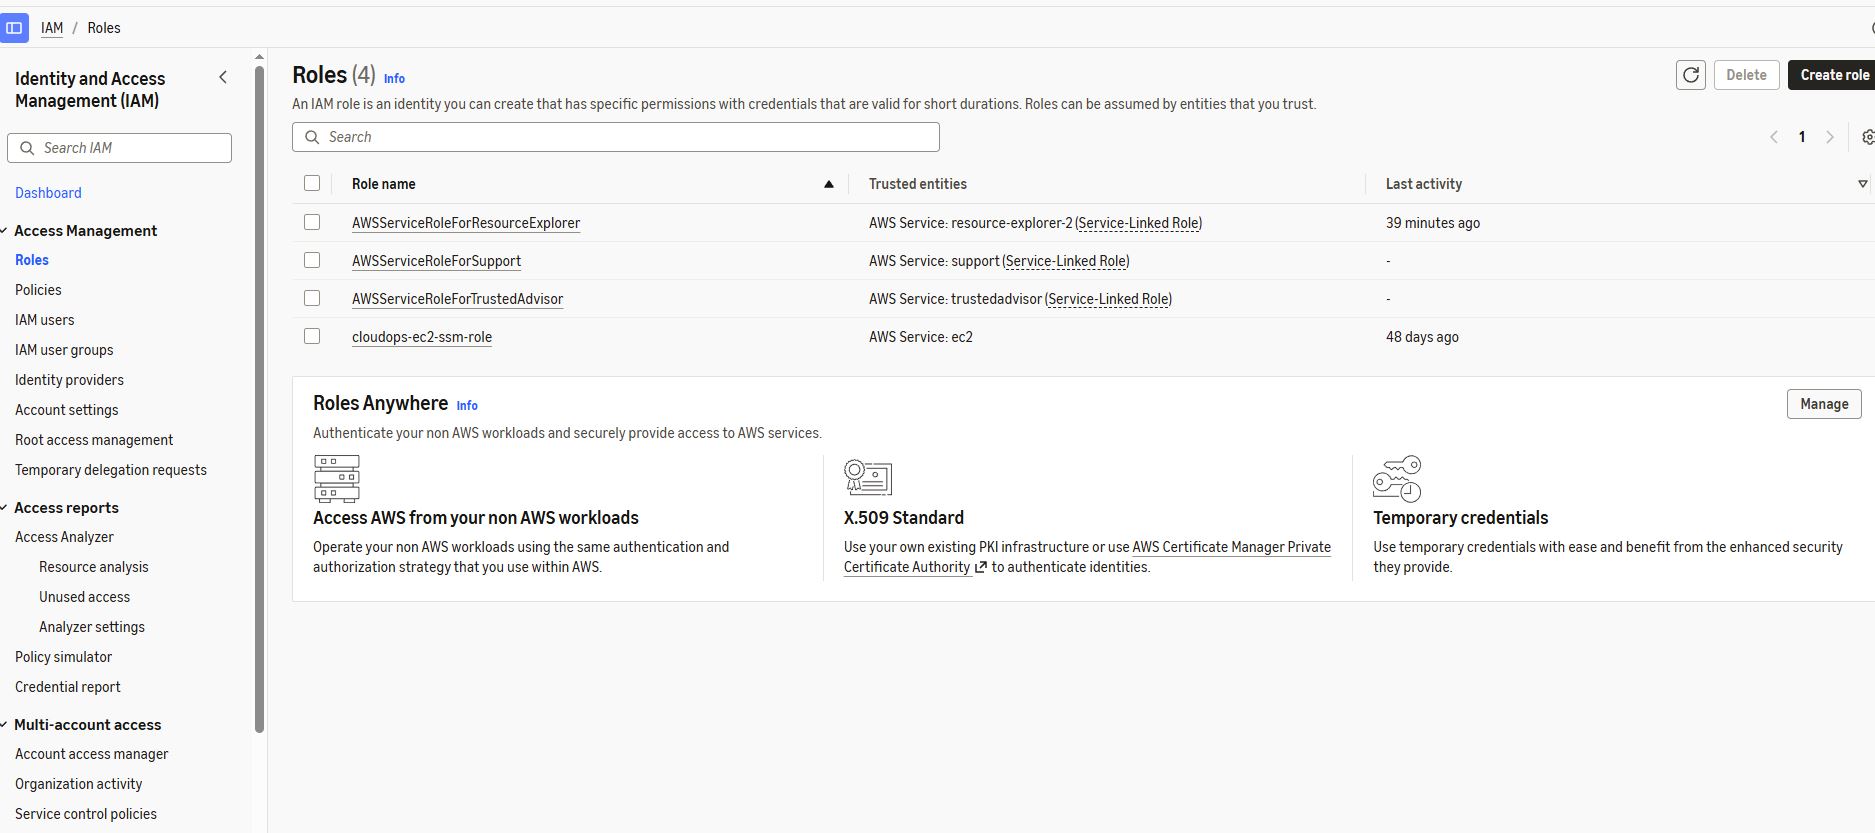 IAM / Roles
Identity and Access
Management (IAM)
Search IAM
Dashboard
Access Management
Roles
Policies
IAM users
IAM user groups
Identity providers
Account settings
Root access management
Temporary delegation requests
Access reports
Access Analyzer
Resource analysis
Unused access
Analyzer settings
Policy simulator
Credential report
Multi-account access
Account access manager
Organization activity
Service control policies
Roles (4) Info
Delete
Create role
An IAM role is an identity you can create that has specific permissions with credentials that are valid for short durations. Roles can be assumed by entities that you trust.
Search
1
Role name Trusted entities Last activity
AWSServiceRoleForResourceExplorer AWS Service: resource-explorer-2 (Service-Linked Role) 39 minutes ago
AWSServiceRoleForSupport AWS Service: support (Service-Linked Role) -
AWSServiceRoleForTrustedAdvisor AWS Service: trustedadvisor (Service-Linked Role) -
cloudops-ec2-ssm-role AWS Service: ec2 48 days ago
Roles Anywhere Info
Manage
Authenticate your non AWS workloads and securely provide access to AWS services.
Access AWS from your non AWS workloads
Operate your non AWS workloads using the same authentication and
authorization strategy that you use within AWS.
X.509 Standard
Use your own existing PKI infrastructure or use AWS Certificate Manager Private
Certificate Authority to authenticate identities.
Temporary credentials
Use temporary credentials with ease and benefit from the enhanced security
they provide.